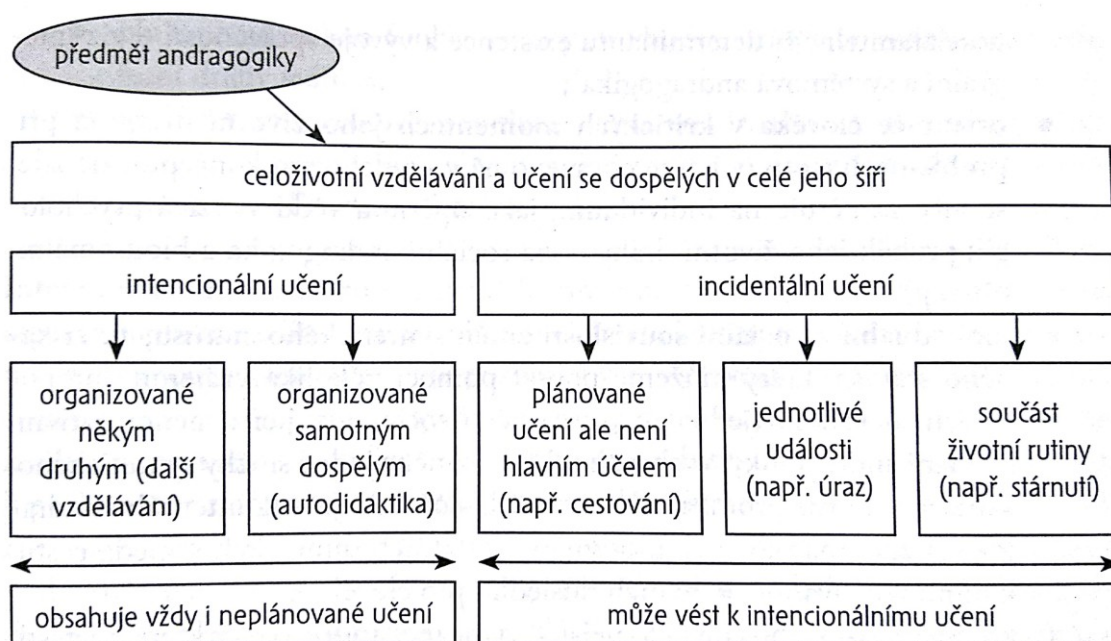 předmět andragogiky
celoživotní vzdělávání a učení se dospělých v celé jeho šíři
intencionální učení
incidentální učení
organizované
někým
druhým (další
vzdělávání)
organizované
samotným
dospělým
(autodidaktika)
plánované
učení ale není
hlavním účelem
(např. cestování)
jednotlivé
události
(např. úraz)
součást
životní rutiny
(např. stárnutí)
obsahuje vždy i neplánované učení
může vést k intencionálnímu učení